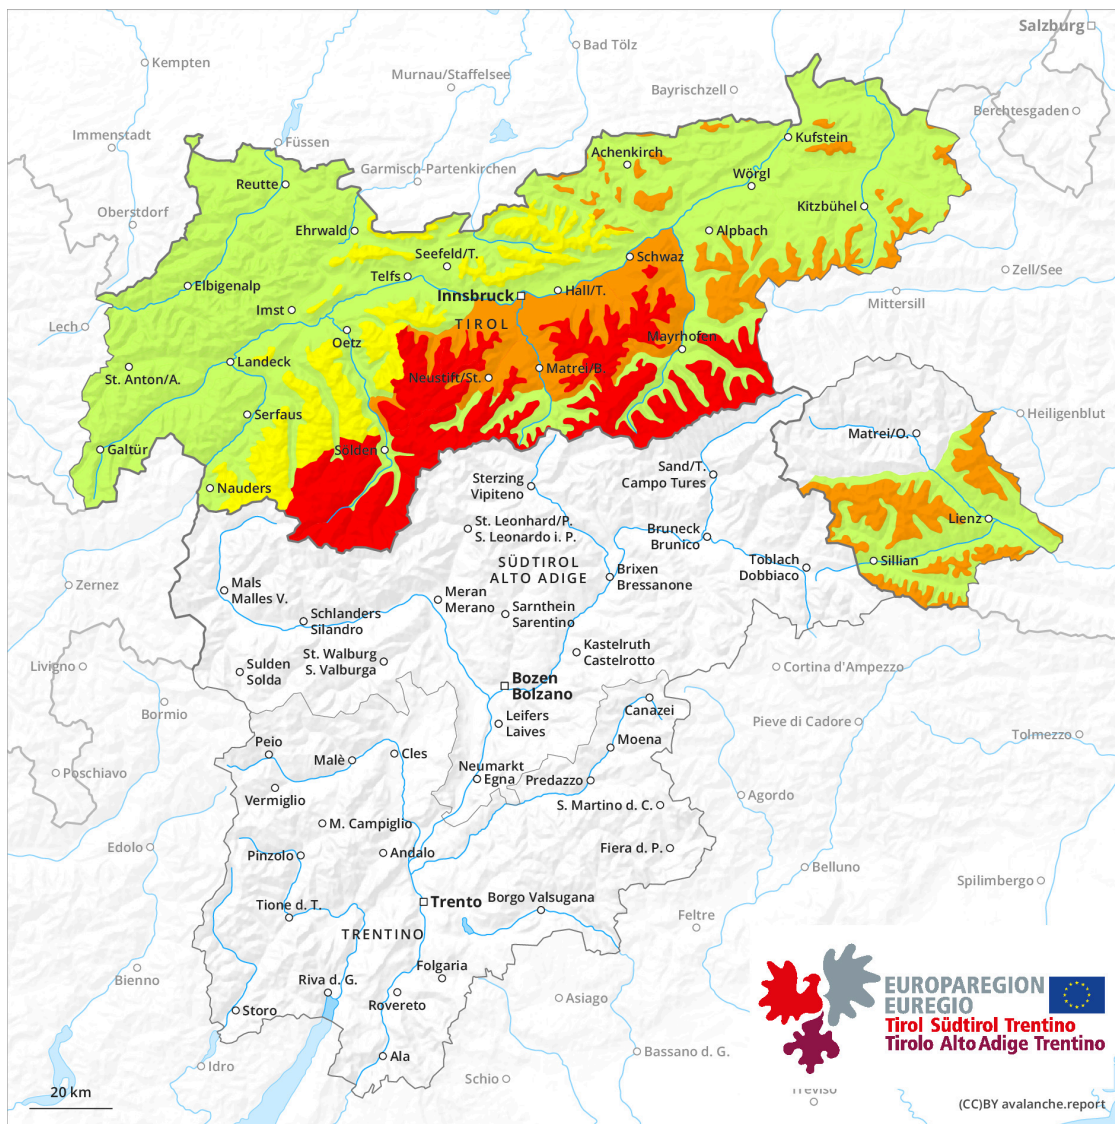 Salzburg
Bad Tölz
Kempten
Murnau/Staffelsee
Bayrischzell
Berchtesgaden
Immenstadt
Füssen
Kufstein
Achenkirch
Garmisch-Partenkirchen
Wörgl
Reutte
Oberstdorf
Kitzbühel
Ehrwald
Alpbach
Seefeld/T.
Schwaz
Zell/See
Telfs
Elbigenalp
Innsbruck
Hall/T.
Mittersill
Imst
Lech
TIROL
Oetz
Mayrhofen
Landeck
Matrei/B.
St. Anton/A.
Neustift/St.
Serfaus
Heiligenblut
Matrei/O.
Galtür
Sölden
Nauders
Sterzing
Vipiteno
Sand/T.
Campo Tures
St. Leonhard/P.
S. Leonardo i. P.
Lienz
Bruneck
Brunico
SÜDTIROL
ALTO ADIGE
Toblach
Dobbiaco
Sillian
Brixen
Bressanone
Zernez
Mals
Malles V.
Meran
Merano
Schlanders
Silandro
Sarnthein
Sarentino
Kastelruth
Castelrotto
St. Walburg
S. Valburga
Livigno
Sulden
Solda
Cortina d'Ampezzo
Bozen
Bolzano
Bormio
Canazei
Leifers
Laives
Pieve di Cadore
Tolmezzo
Peio
Malè
Cles
Moena
Poschiavo
Neumarkt
Egna
Predazzo
Vermiglio
Agordo
S. Martino d. C.
M. Campiglio
Edolo
Pinzolo
Andalo
Fiera d. P.
Belluno
Spilimbergo
Tione d. T.
Trento
Borgo Valsugana
Feltre
TRENTINO
Bienno
Folgaria
Riva d. G.
Rovereto
Asiago
Storo
EUROPAREGION
EUREGIO
Tirol Südtirol Trentino
Tirolo Alto Adige Trentino
Ala
Bassano d. G.
Idro
Schio
20 km
Treviso
(CC)BY avalanche.report